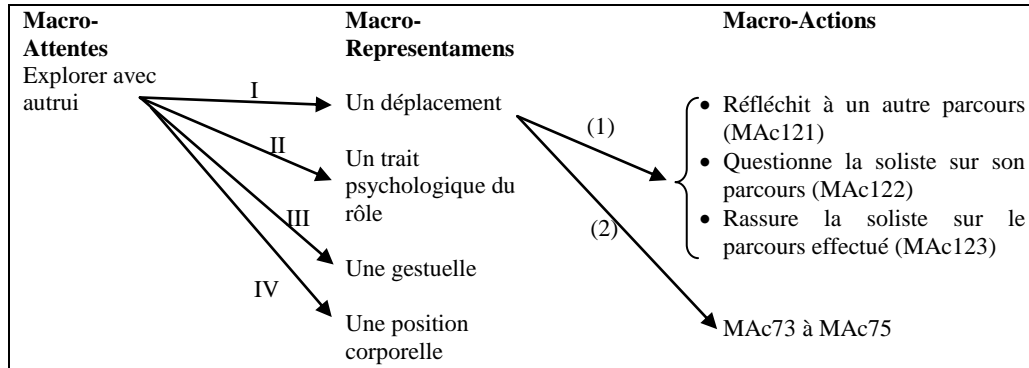 Macro-
Attentes
Explorer avec
autrui
I
II
III
IV
Macro-
Representamens
Un déplacement
Un trait
psychologique du
rôle
Une gestuelle
Une position
corporelle
(1)
(2)
Macro-Actions
• Réfléchit à un autre parcours
(MAc121)
• Questionne la soliste sur son
parcours (MAc122)
• Rassure la soliste sur le
parcours effectué (MAc123)
MAc73 à MAc75